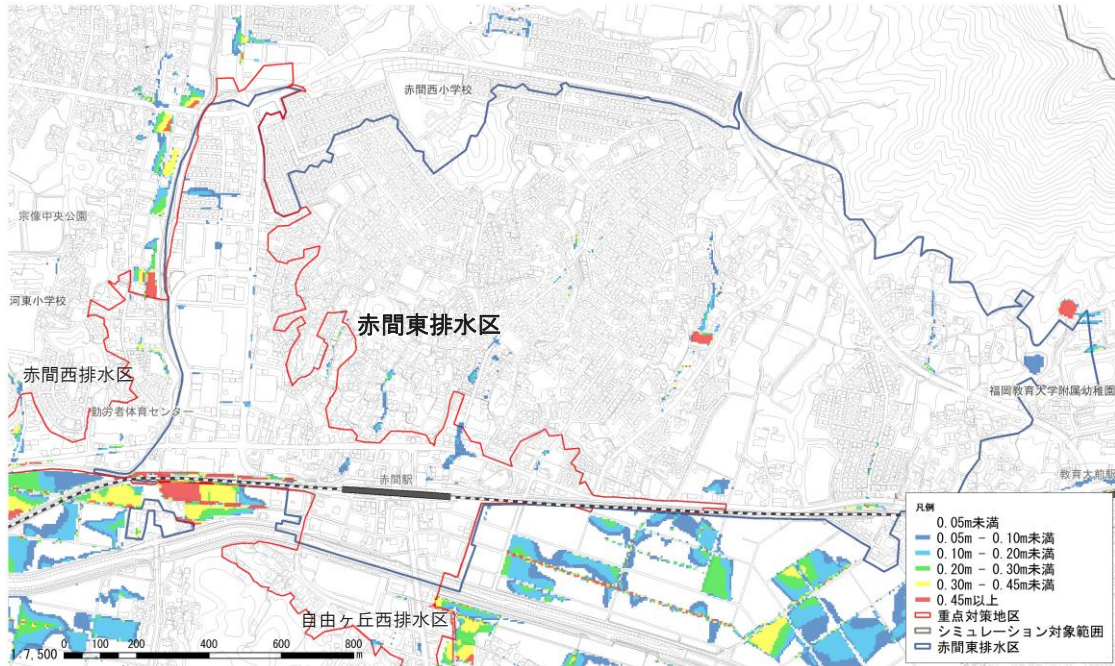 赤間西小学校
宗像中央公園
河東小学校
赤間東排水区
赤間西排水区
勤労者体育センター
福岡教育大学附属幼稚園
赤間駅
教育大前駅
自由ヶ丘西排水区
1:7,500
0 100 200 400 600 800
m
凡例
0.05m未満
0.05m - 0.10m未満
0.10m - 0.20m未満
0.20m - 0.30m未満
0.30m - 0.45m未満
0.45m以上
重点対策地区
シミュレーション対象範囲
赤間東排水区